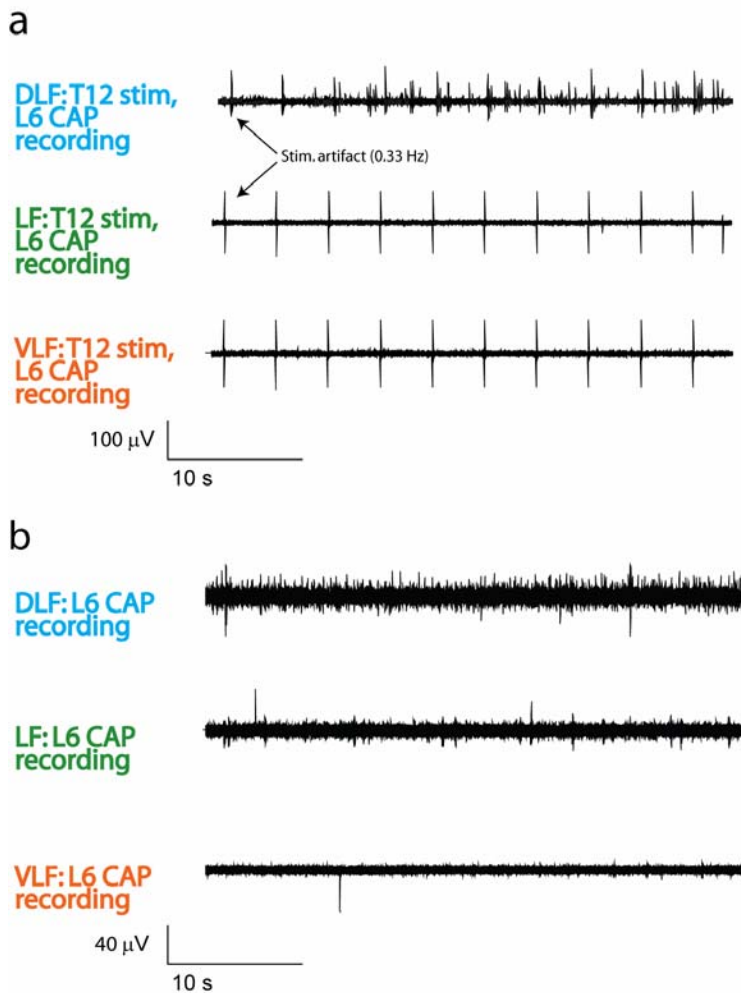 a
DLF: T12 stim,
L6 CAP
recording
Stim. artifact (0.33 Hz)
LF: T12 stim,
L6 CAP
recording
VLF: T12 stim,
L6 CAP
recording
100 μV
10 s
b
DLF: L6 CAP
recording
LF: L6 CAP
recording
VLF: L6 CAP
recording
40 μV
10 s